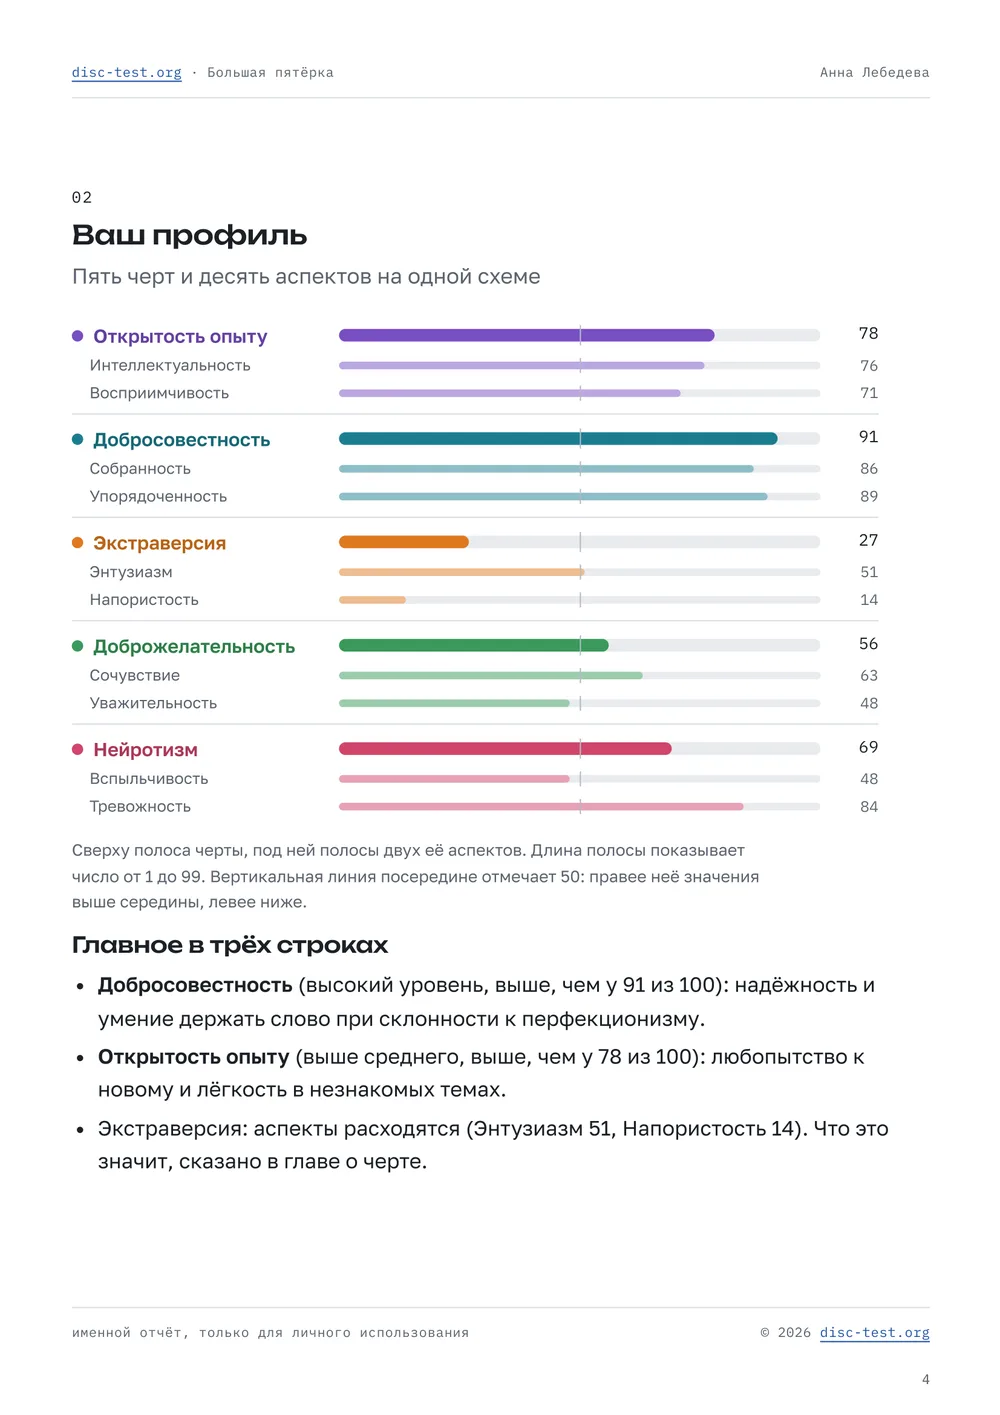 disc-test.org · Большая пятёрка
Анна Лебедева
02
Ваш профиль
Пять черт и десять аспектов на одной схеме
Открытость опыту 78
Интеллектуальность 76
Восприимчивость 71
Добросовестность 91
Собранность 86
Упорядоченность 89
Экстраверсия 27
Энтузиазм 51
Напористость 14
Доброжелательность 56
Сочувствие 63
Уважительность 48
Нейротизм 69
Вспыльчивость 48
Тревожность 84
Сверху полоса черты, под ней полосы двух её аспектов. Длина полосы показывает
число от 1 до 99. Вертикальная линия посередине отмечает 50: правее неё значения
выше середины, левее ниже.
Главное в трёх строках
• Добросовестность (высокий уровень, выше, чем у 91 из 100): надёжность и
умение держать слово при склонности к перфекционизму.
• Открытость опыту (выше среднего, выше, чем у 78 из 100): любопытство к
новому и лёгкость в незнакомых темах.
• Экстраверсия: аспекты расходятся (Энтузиазм 51, Напористость 14). Что это
значит, сказано в главе о черте.
именной отчёт, только для личного использования
© 2026 disc-test.org
4